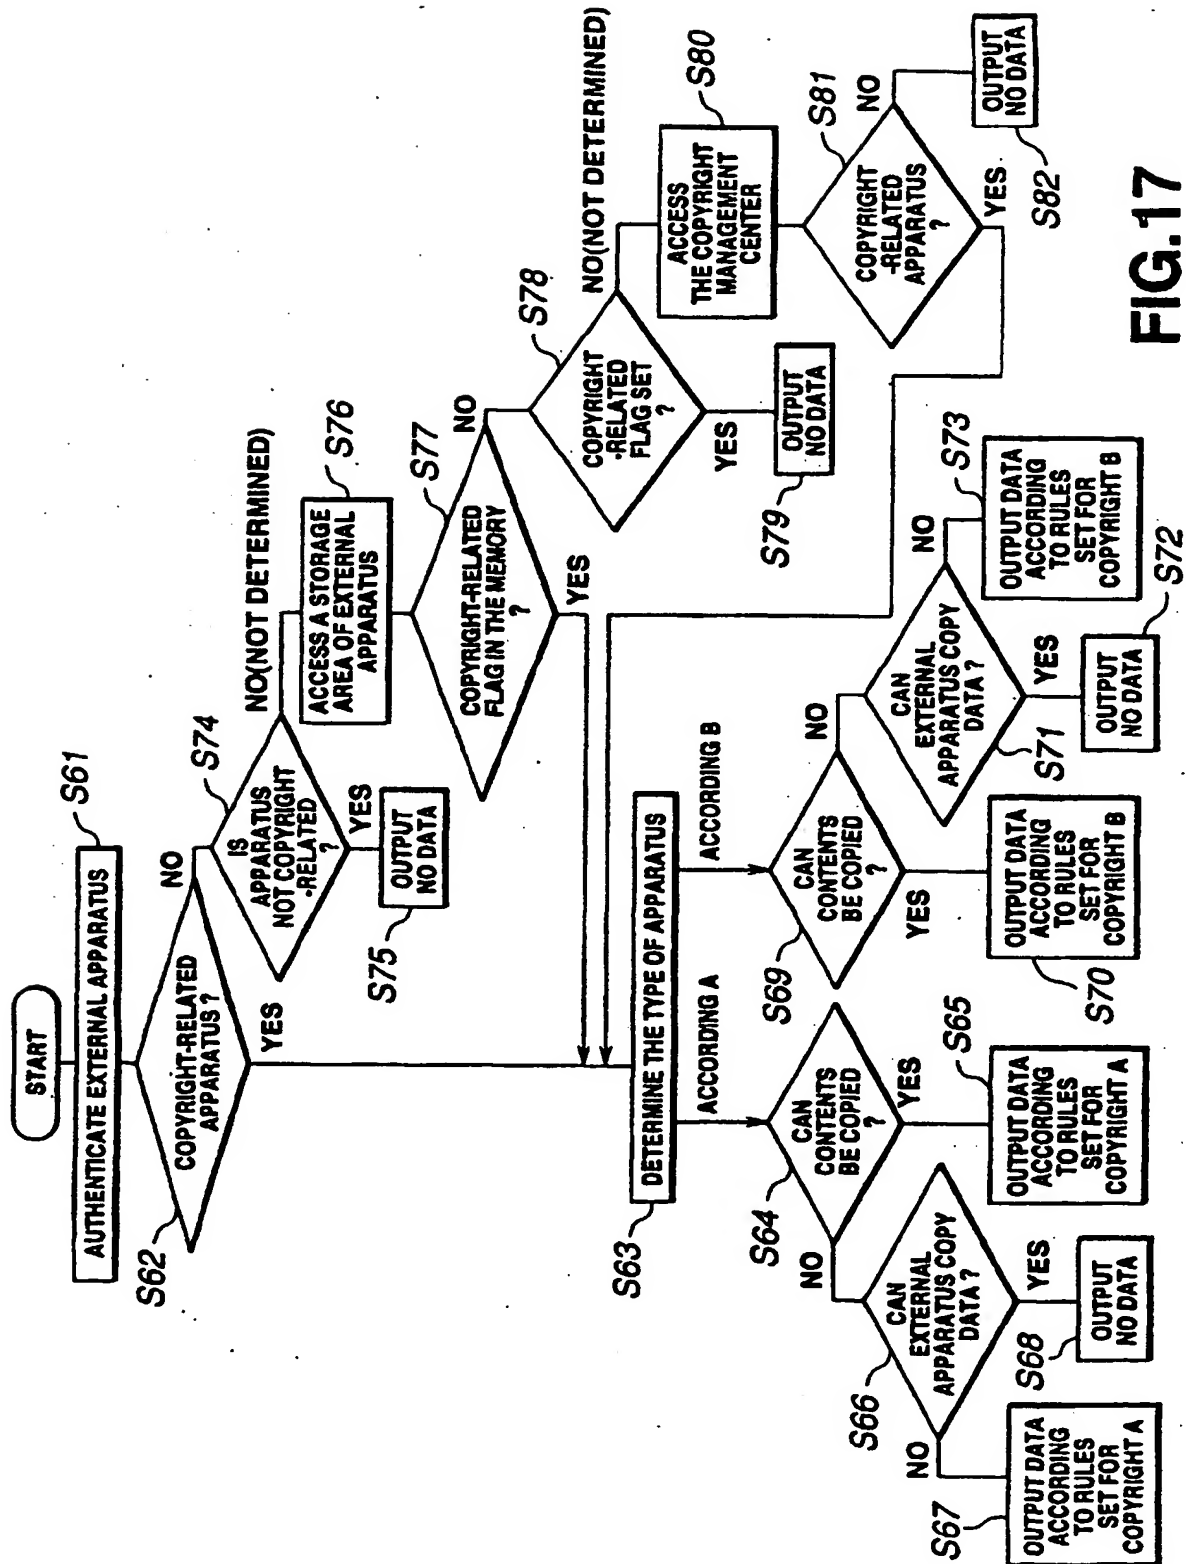 START
AUTHENTICATE EXTERNAL APPARATUS
S61
COPYRIGHT-RELATED
APPARATUS ?
S62
NO
YES
IS
APPARATUS
NOT COPYRIGHT
-RELATED
?
S74
NO(NOT DETERMINED)
YES
OUTPUT
NO DATA
S75
ACCESS A STORAGE
AREA OF EXTERNAL
APPARATUS
S76
COPYRIGHT-RELATED
FLAG IN THE MEMORY
?
S77
NO
YES
COPYRIGHT
-RELATED
FLAG SET
?
S78
NO(NOT DETERMINED)
YES
OUTPUT
NO DATA
S79
ACCESS
THE COPYRIGHT
MANAGEMENT
CENTER
S80
COPYRIGHT
-RELATED
APPARATUS
?
S81
NO
YES
OUTPUT
NO DATA
S82
DETERMINE THE TYPE OF APPARATUS
S63
ACCORDING A
ACCORDING B
CAN
CONTENTS
BE COPIED
?
S64
NO
YES
OUTPUT DATA
ACCORDING
TO RULES
SET FOR
COPYRIGHT A
S65
CAN
EXTERNAL
APPARATUS COPY
DATA ?
S66
NO
YES
OUTPUT DATA
ACCORDING
TO RULES
SET FOR
COPYRIGHT A
S67
OUTPUT
NO DATA
S68
CAN
CONTENTS
BE COPIED
?
S69
NO
YES
OUTPUT DATA
ACCORDING
TO RULES
SET FOR
COPYRIGHT B
S70
CAN
EXTERNAL
APPARATUS COPY
DATA ?
S71
NO
YES
OUTPUT
NO DATA
S72
OUTPUT DATA
ACCORDING
TO RULES
SET FOR
COPYRIGHT B
S73
FIG.17